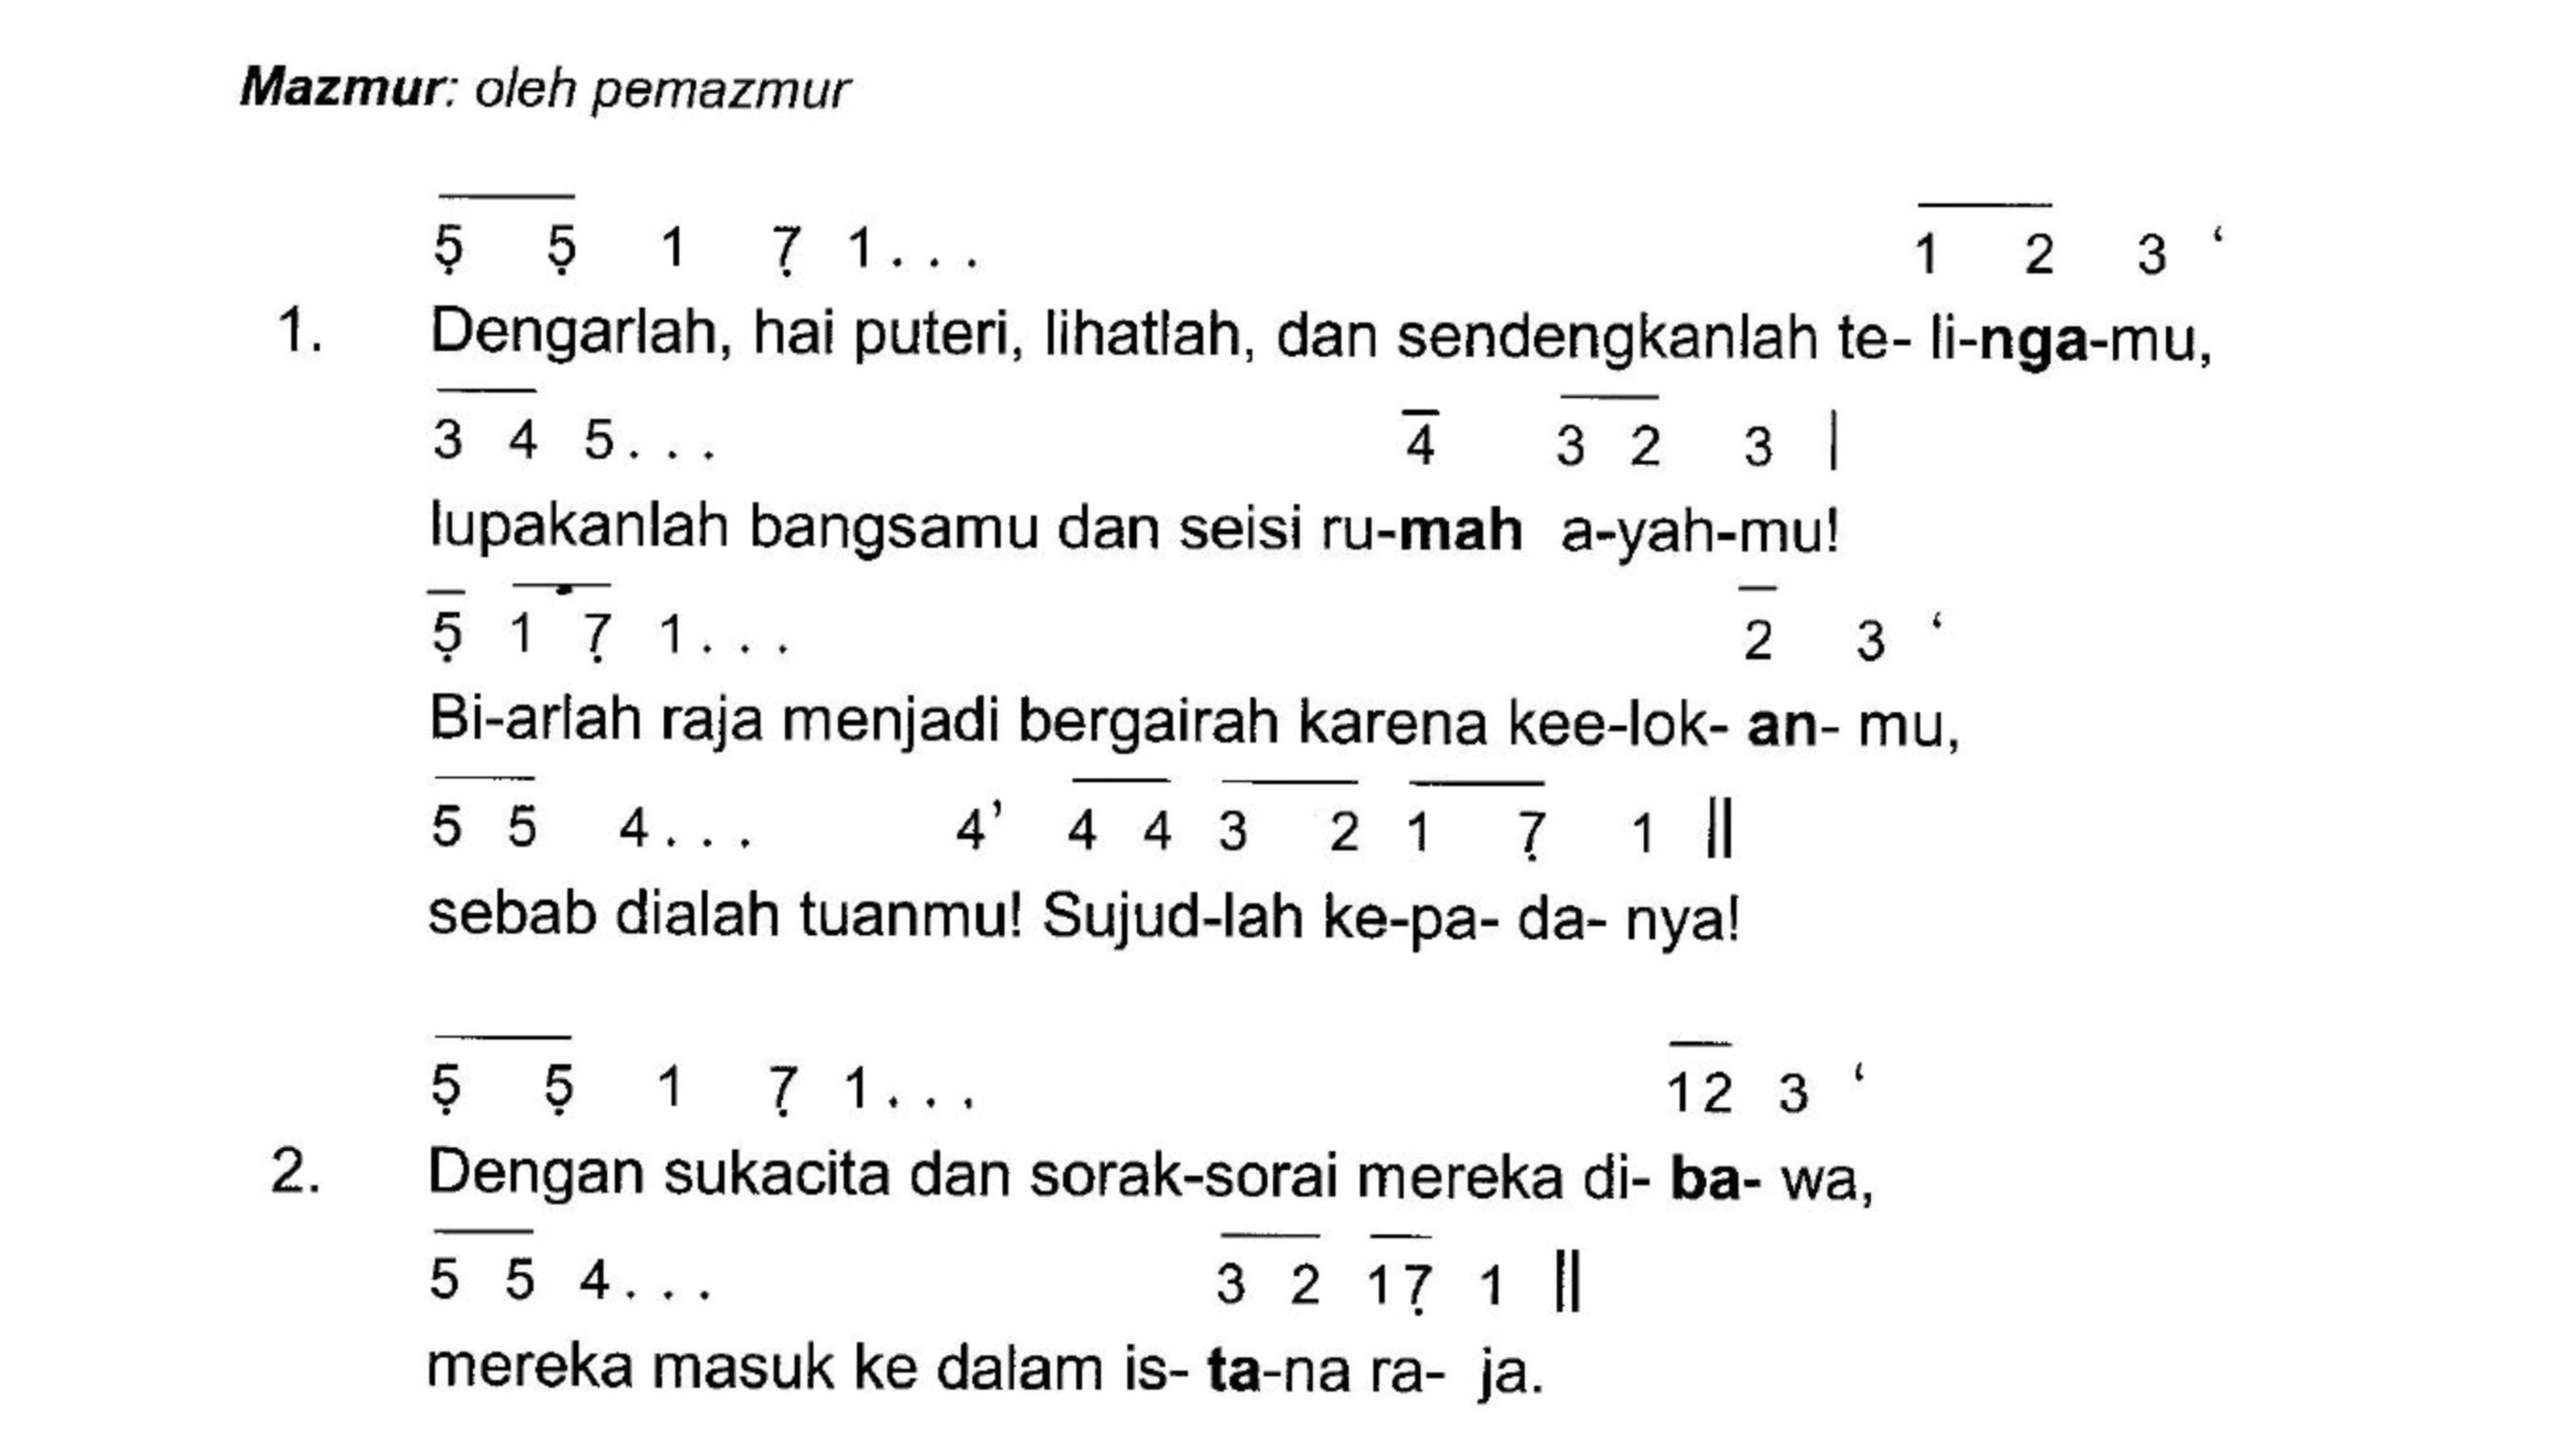 Mazmur: oleh pemazmur
5̣ 5̣ 1 7̣ 1... 1 2 3 ‘
1. Dengarlah, hai puteri, lihatlah, dan sendengkanlah te- li-nga-mu,
3 4 5... 4 3 2 3 |
lupakanlah bangsamu dan seisi ru-mah a-yah-mu!
5̣ 1 7̣ 1... 2 3 ‘
Bi-arlah raja menjadi bergairah karena kee-lok- an- mu,
5 5 4... 4’ 4 4 3 2 1 7̣ 1 ||
sebab dialah tuanmu! Sujud-lah ke-pa- da- nya!
5̣ 5̣ 1 7̣ 1... 12 3 ‘
2. Dengan sukacita dan sorak-sorai mereka di- ba- wa,
5 5 4... 3 2 17̣ 1 ||
mereka masuk ke dalam is- ta-na ra- ja.